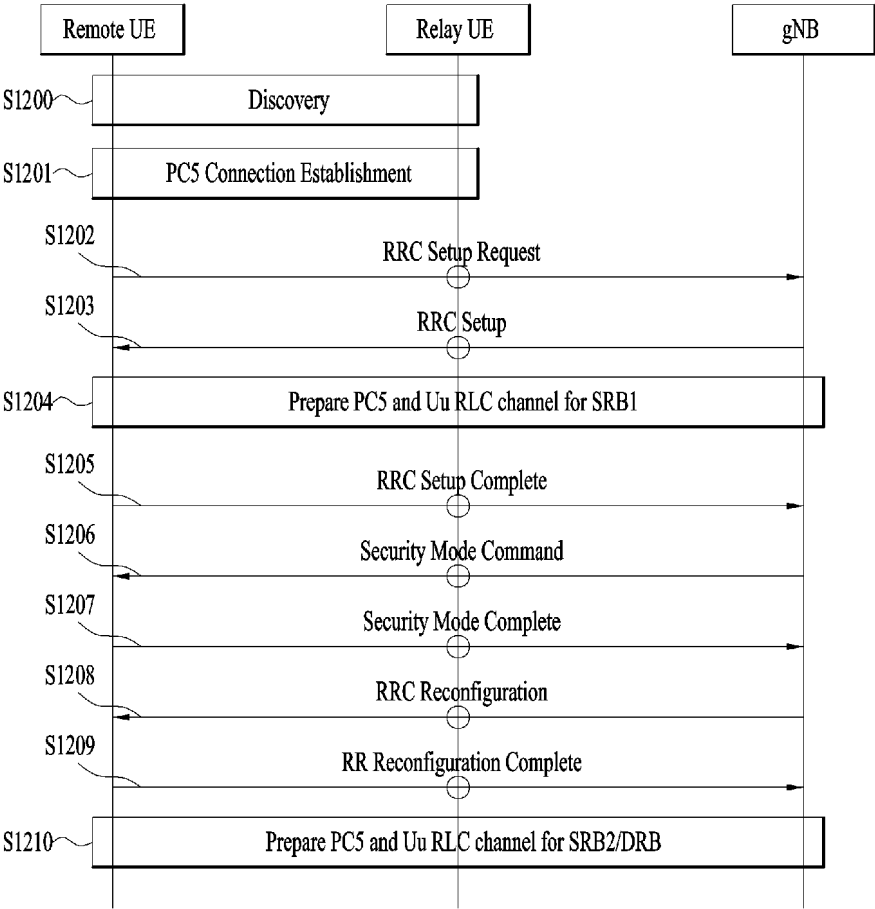 Remote UE
Relay UE
gNB
S1200
Discovery
S1201
PC5 Connection Establishment
S1202
RRC Setup Request
S1203
RRC Setup
S1204
Prepare PC5 and Uu RLC channel for SRB1
S1205
RRC Setup Complete
S1206
Security Mode Command
S1207
Security Mode Complete
S1208
RRC Reconfiguration
S1209
RR Reconfiguration Complete
S1210
Prepare PC5 and Uu RLC channel for SRB2/DRB